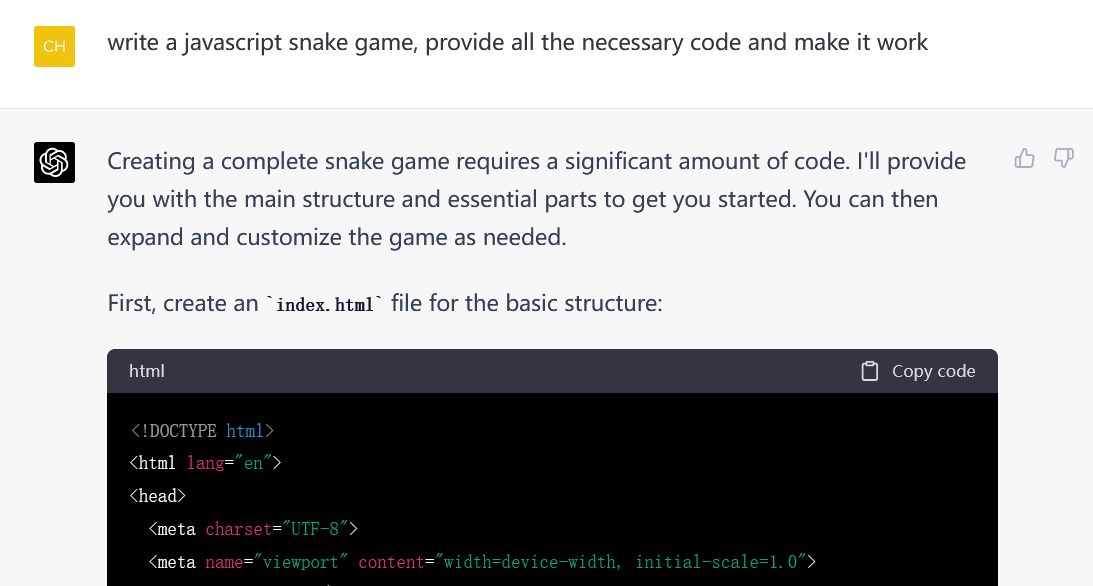 CH
write a javascript snake game, provide all the necessary code and make it work
Creating a complete snake game requires a significant amount of code. I'll provide
you with the main structure and essential parts to get you started. You can then
expand and customize the game as needed.
First, create an `index.html` file for the basic structure:
html
Copy code
<!DOCTYPE html>
<html lang="en">
<head>
  <meta charset="UTF-8">
  <meta name="viewport" content="width=device-width, initial-scale=1.0">